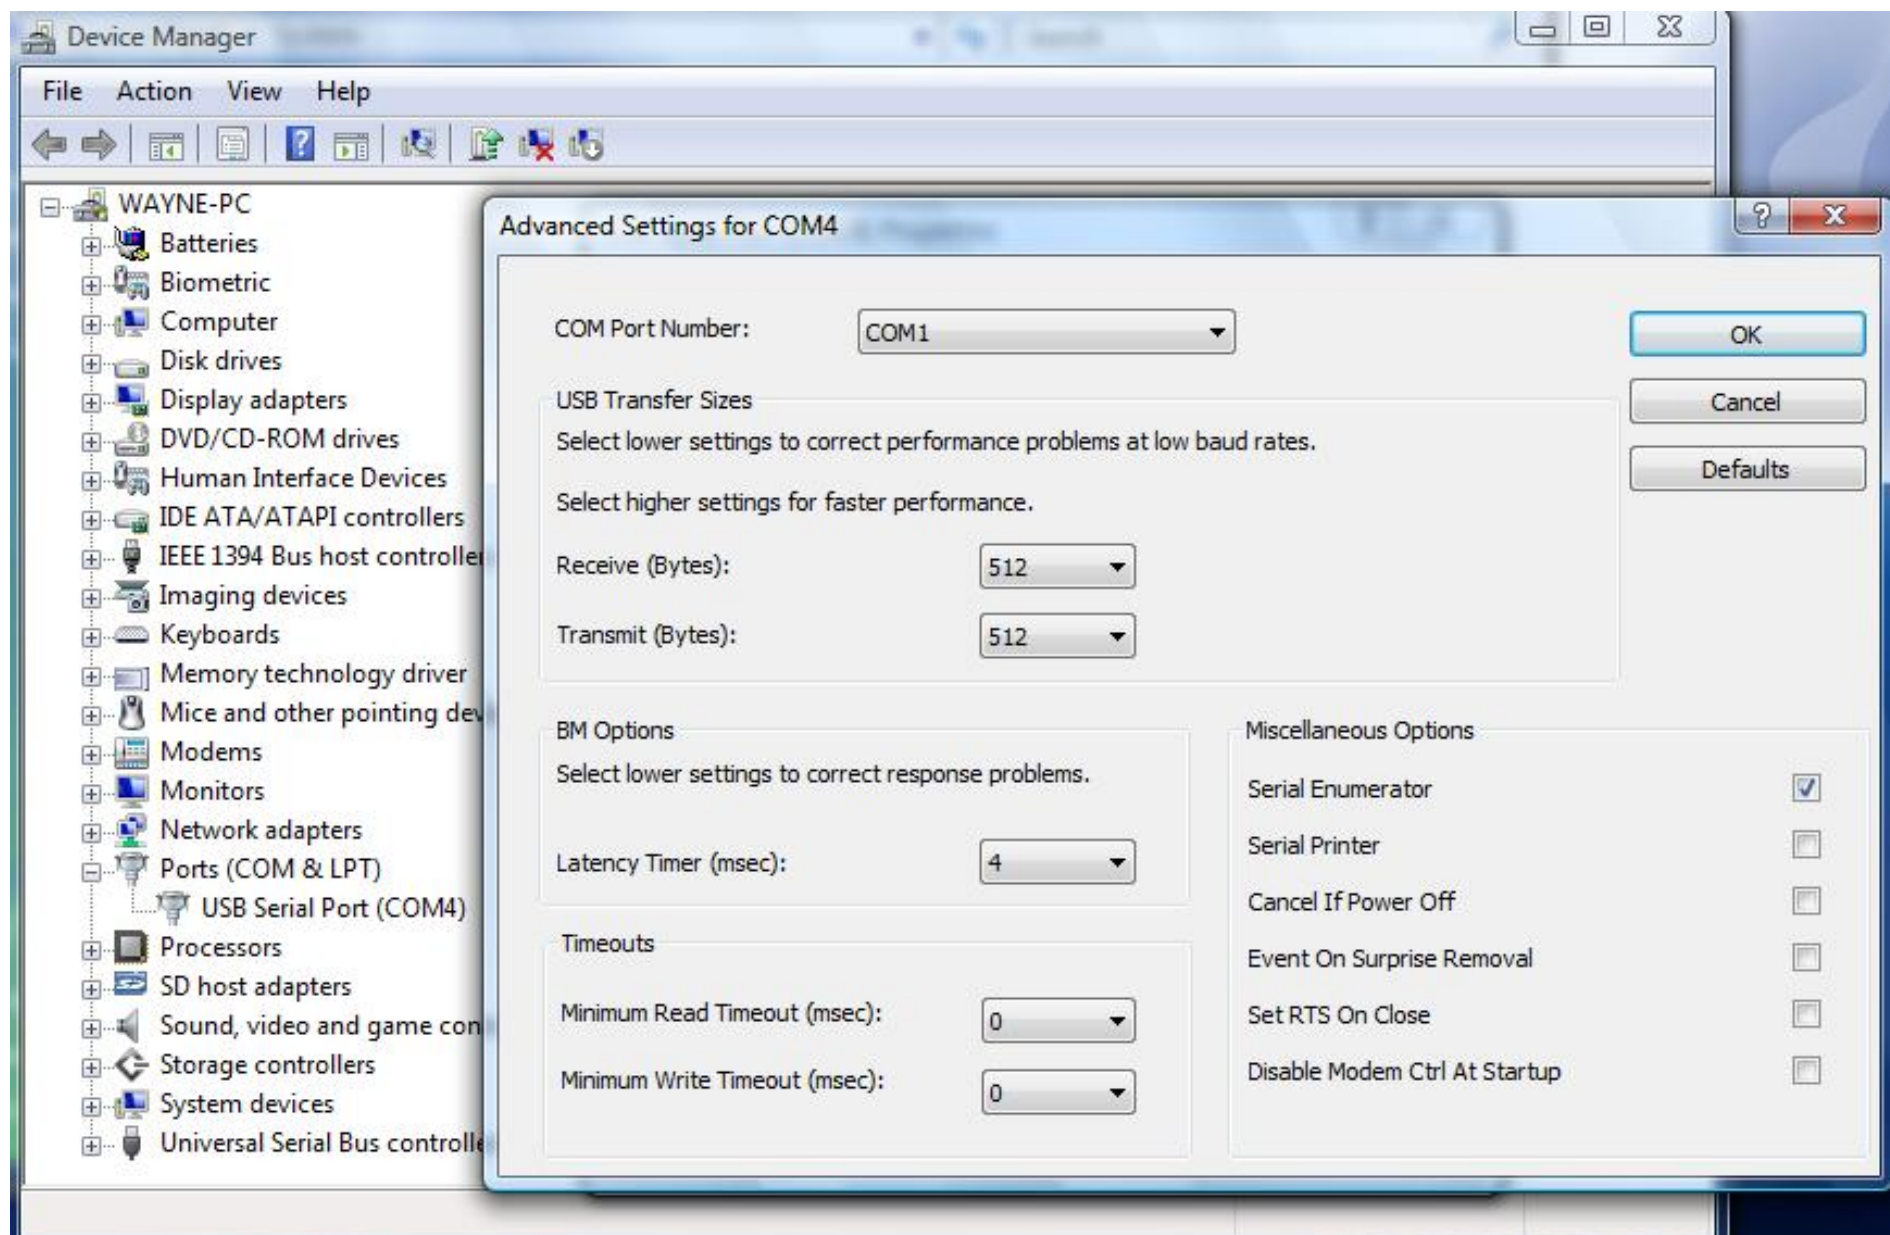 Device Manager
File Action View Help
WAYNE-PC
Batteries
Biometric
Computer
Disk drives
Display adapters
DVD/CD-ROM drives
Human Interface Devices
IDE ATA/ATAPI controllers
IEEE 1394 Bus host controller
Imaging devices
Keyboards
Memory technology driver
Mice and other pointing dev
Modems
Monitors
Network adapters
Ports (COM & LPT)
USB Serial Port (COM4)
Processors
SD host adapters
Sound, video and game con
Storage controllers
System devices
Universal Serial Bus controlle
Advanced Settings for COM4
COM Port Number: COM1
OK
Cancel
Defaults
USB Transfer Sizes
Select lower settings to correct performance problems at low baud rates.
Select higher settings for faster performance.
Receive (Bytes): 512
Transmit (Bytes): 512
BM Options
Select lower settings to correct response problems.
Latency Timer (msec): 4
Timeouts
Minimum Read Timeout (msec): 0
Minimum Write Timeout (msec): 0
Miscellaneous Options
Serial Enumerator
Serial Printer
Cancel If Power Off
Event On Surprise Removal
Set RTS On Close
Disable Modem Ctrl At Startup